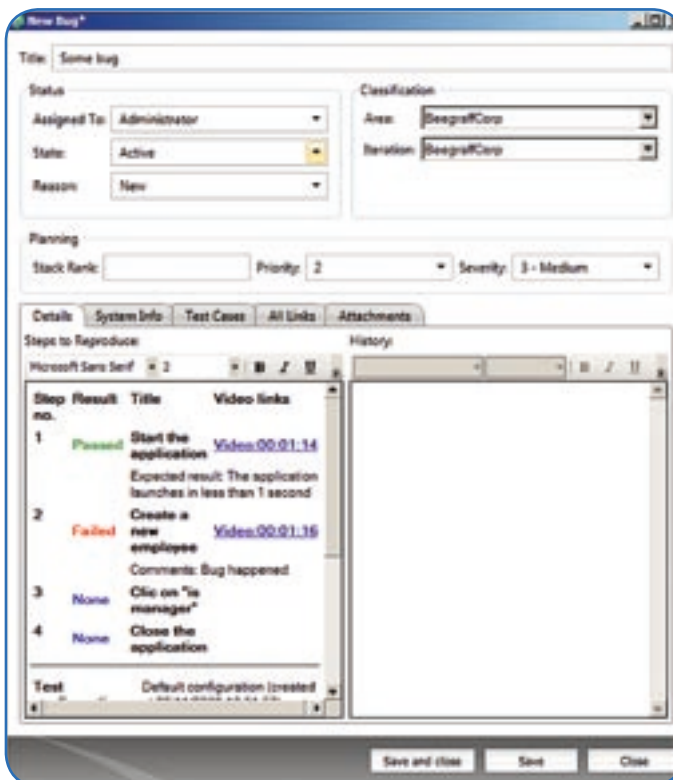 New Bug*
Title: Some bug
Status
Assigned To: Administrator
State: Active
Reason: New
Classification
Area: BeegraffCorp
Iteration: BeegraffCorp
Planning
Stack Rank: Priority: 2 Severity: 3 - Medium
Details System Info Test Cases All Links Attachments
Steps to Reproduce:
Microsoft Sans Serif 2 B I U
Step no. Result Title Video links
1 Passed Start the application Video:00:01:14
Expected result: The application
launches in less than 1 second
2 Failed Create a new employee Video:00:01:16
Comments: Bug happened
3 None Clic on "is manager"
4 None Close the application
Test Default configuration (created
History:
B I U
Save and close Save Close